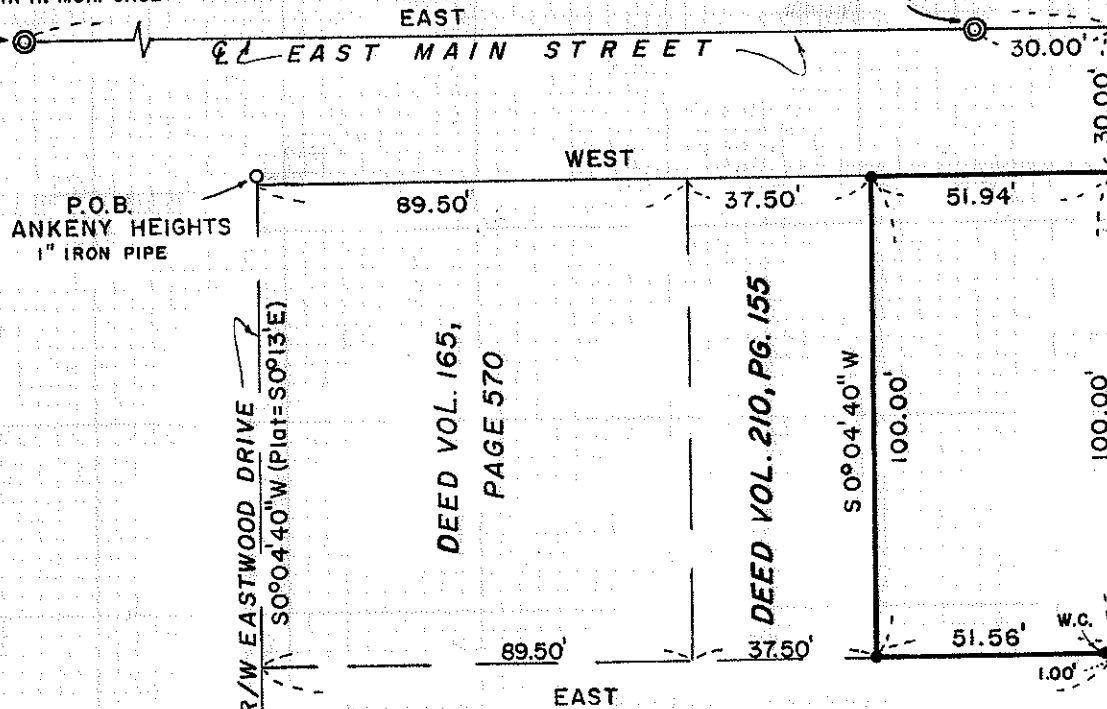 EAST
℄ EAST MAIN STREET
30.00'
30.00'
WEST
P.O.B.
ANKENY HEIGHTS
1" IRON PIPE
89.50'
37.50'
51.94'
R/W EASTWOOD DRIVE
S0°04'40"W (Plat=S0°13'E)
DEED VOL. 165,
PAGE 570
DEED VOL. 210, PG. 155
S 0°04'40" W
100.00'
100.00'
89.50'
37.50'
51.56'
W.C.
1.00'
EAST